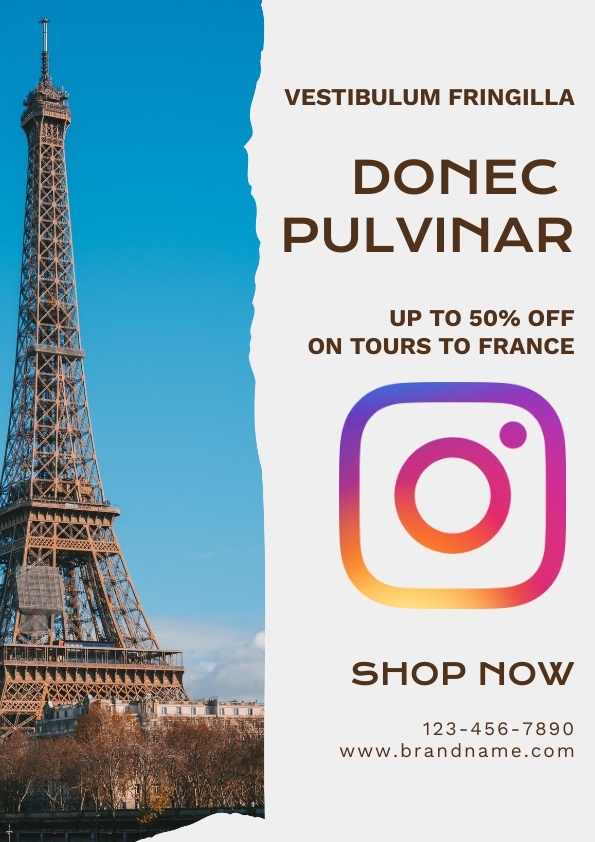 VESTIBULUM FRINGILLA
DONEC
PULVINAR
UP TO 50% OFF
ON TOURS TO FRANCE
SHOP NOW
123-456-7890
www.brandname.com